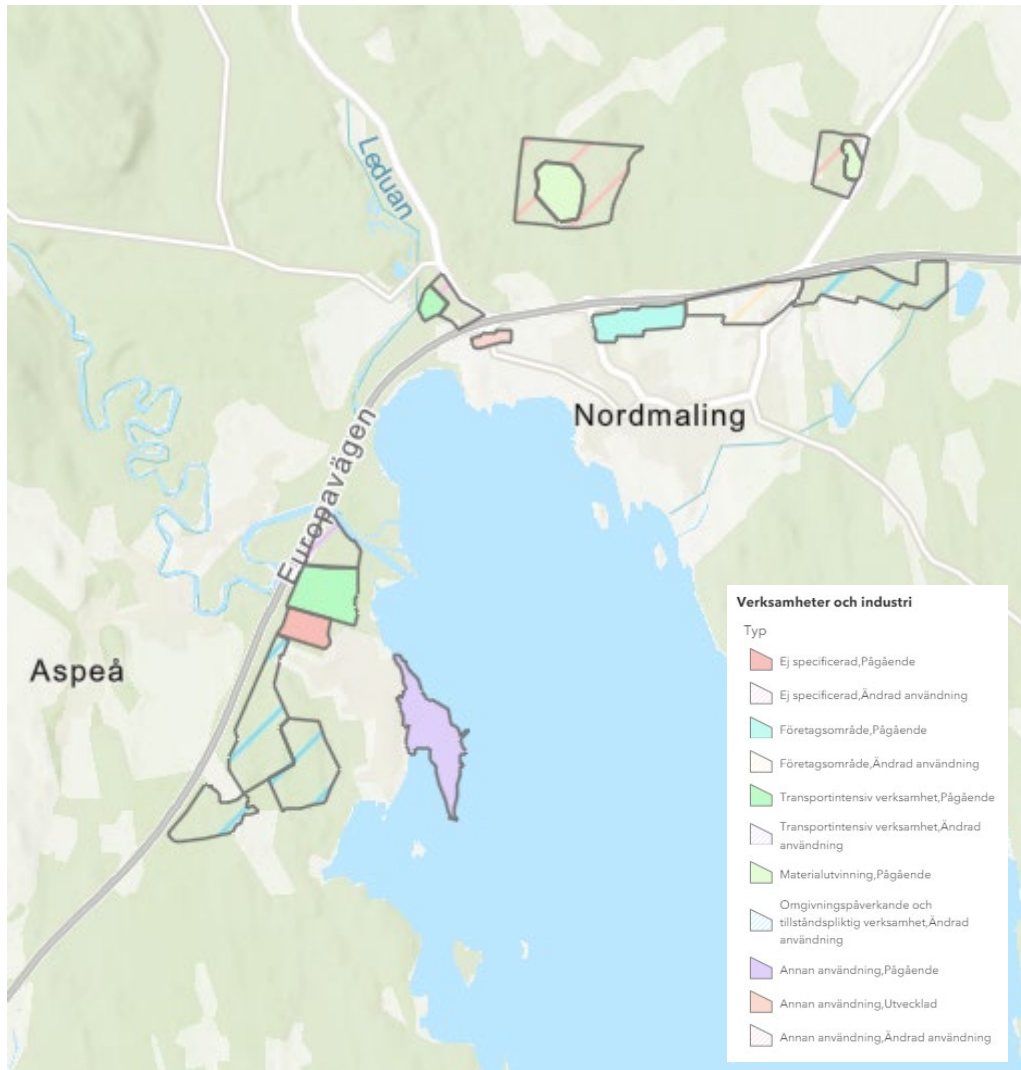 Leduan
Nordmaling
Europavägen
Aspeå
Verksamheter och industri
Typ
Ej specificerad,Pågående
Ej specificerad,Ändrad användning
Företagsområde,Pågående
Företagsområde,Ändrad användning
Transportintensiv verksamhet,Pågående
Transportintensiv verksamhet,Ändrad
användning
Materialutvinning,Pågående
Omgivningspåverkande och
tillståndspliktig verksamhet,Ändrad
användning
Annan användning,Pågående
Annan användning,Utvecklad
Annan användning,Ändrad användning